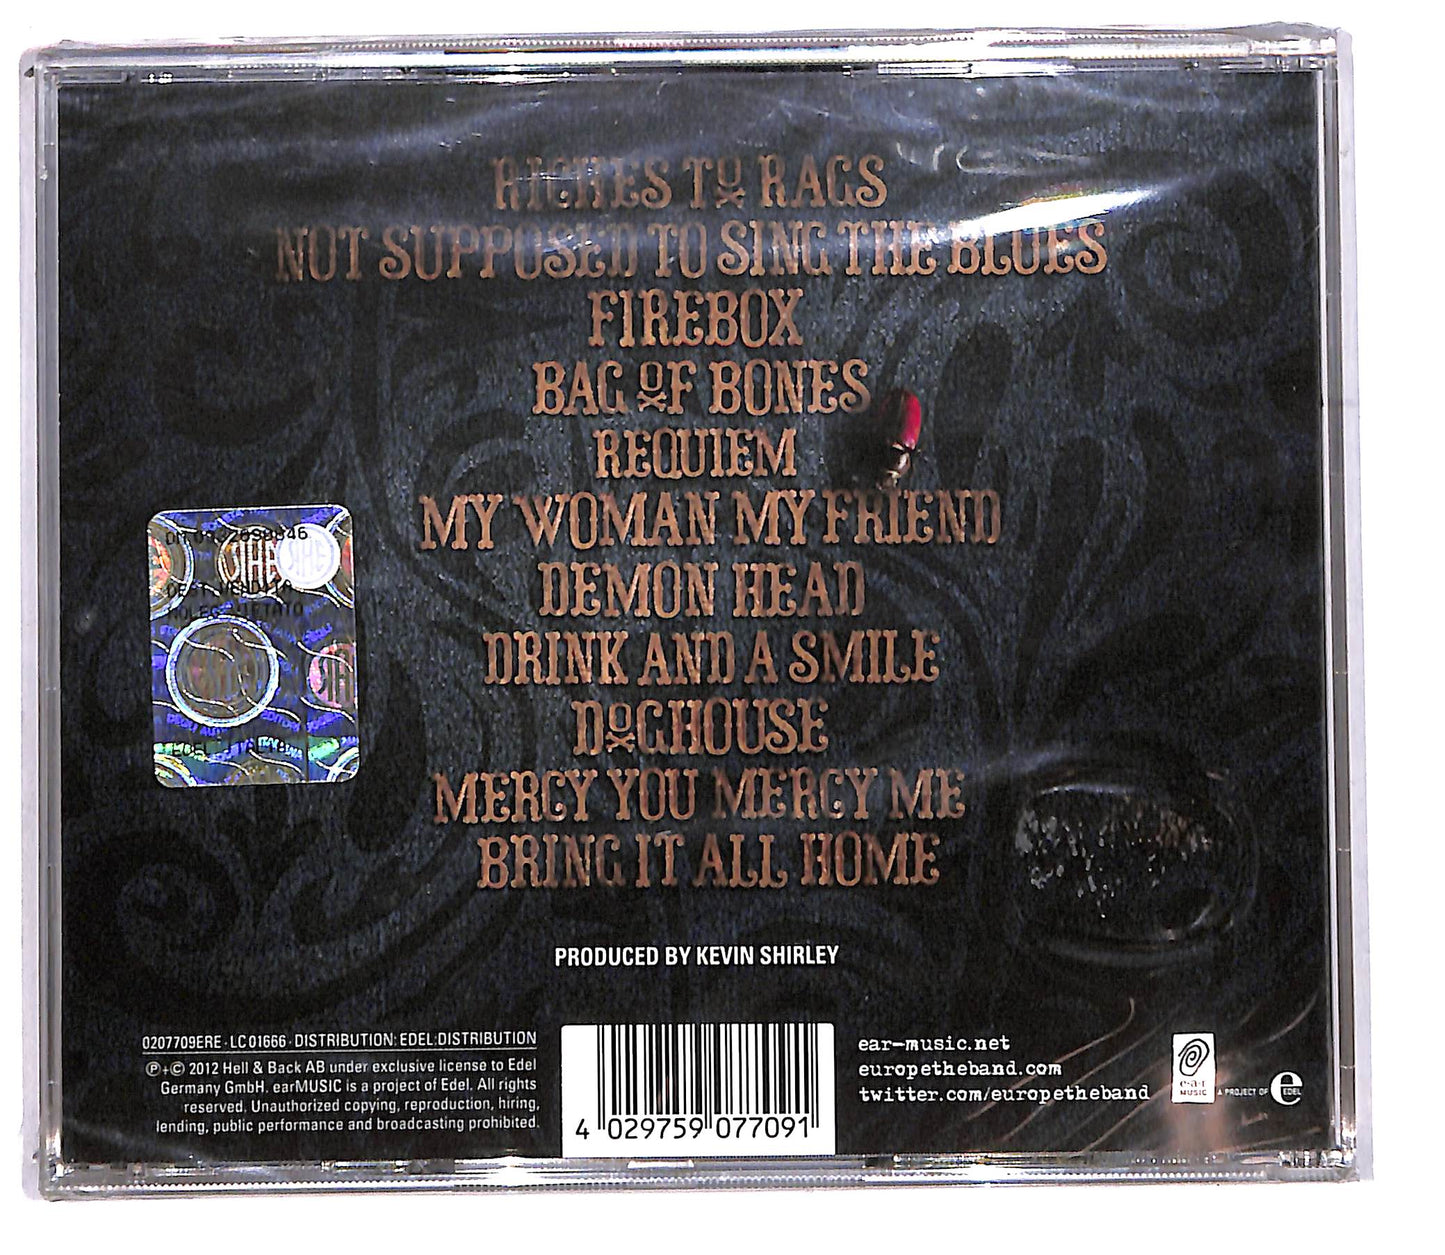 RICHES TO RAGS
NOT SUPPOSED TO SING THE BLUES
FIREBOX
BAG OF BONES
REQUIEM
MY WOMAN MY FRIEND
DEMON HEAD
DRINK AND A SMILE
DOGHOUSE
MERCY YOU MERCY ME
BRING IT ALL HOME
PRODUCED BY KEVIN SHIRLEY
0207709ERE · LC 01666 · DISTRIBUTION: EDEL:DISTRIBUTION
℗+© 2012 Hell & Back AB under exclusive license to Edel
Germany GmbH. earMUSIC is a project of Edel. All rights
reserved. Unauthorized copying, reproduction, hiring,
lending, public performance and broadcasting prohibited.
4 029759 077091
ear-music.net
europetheband.com
twitter.com/europetheband
e·a·r
MUSIC
A PROJECT OF
EDEL